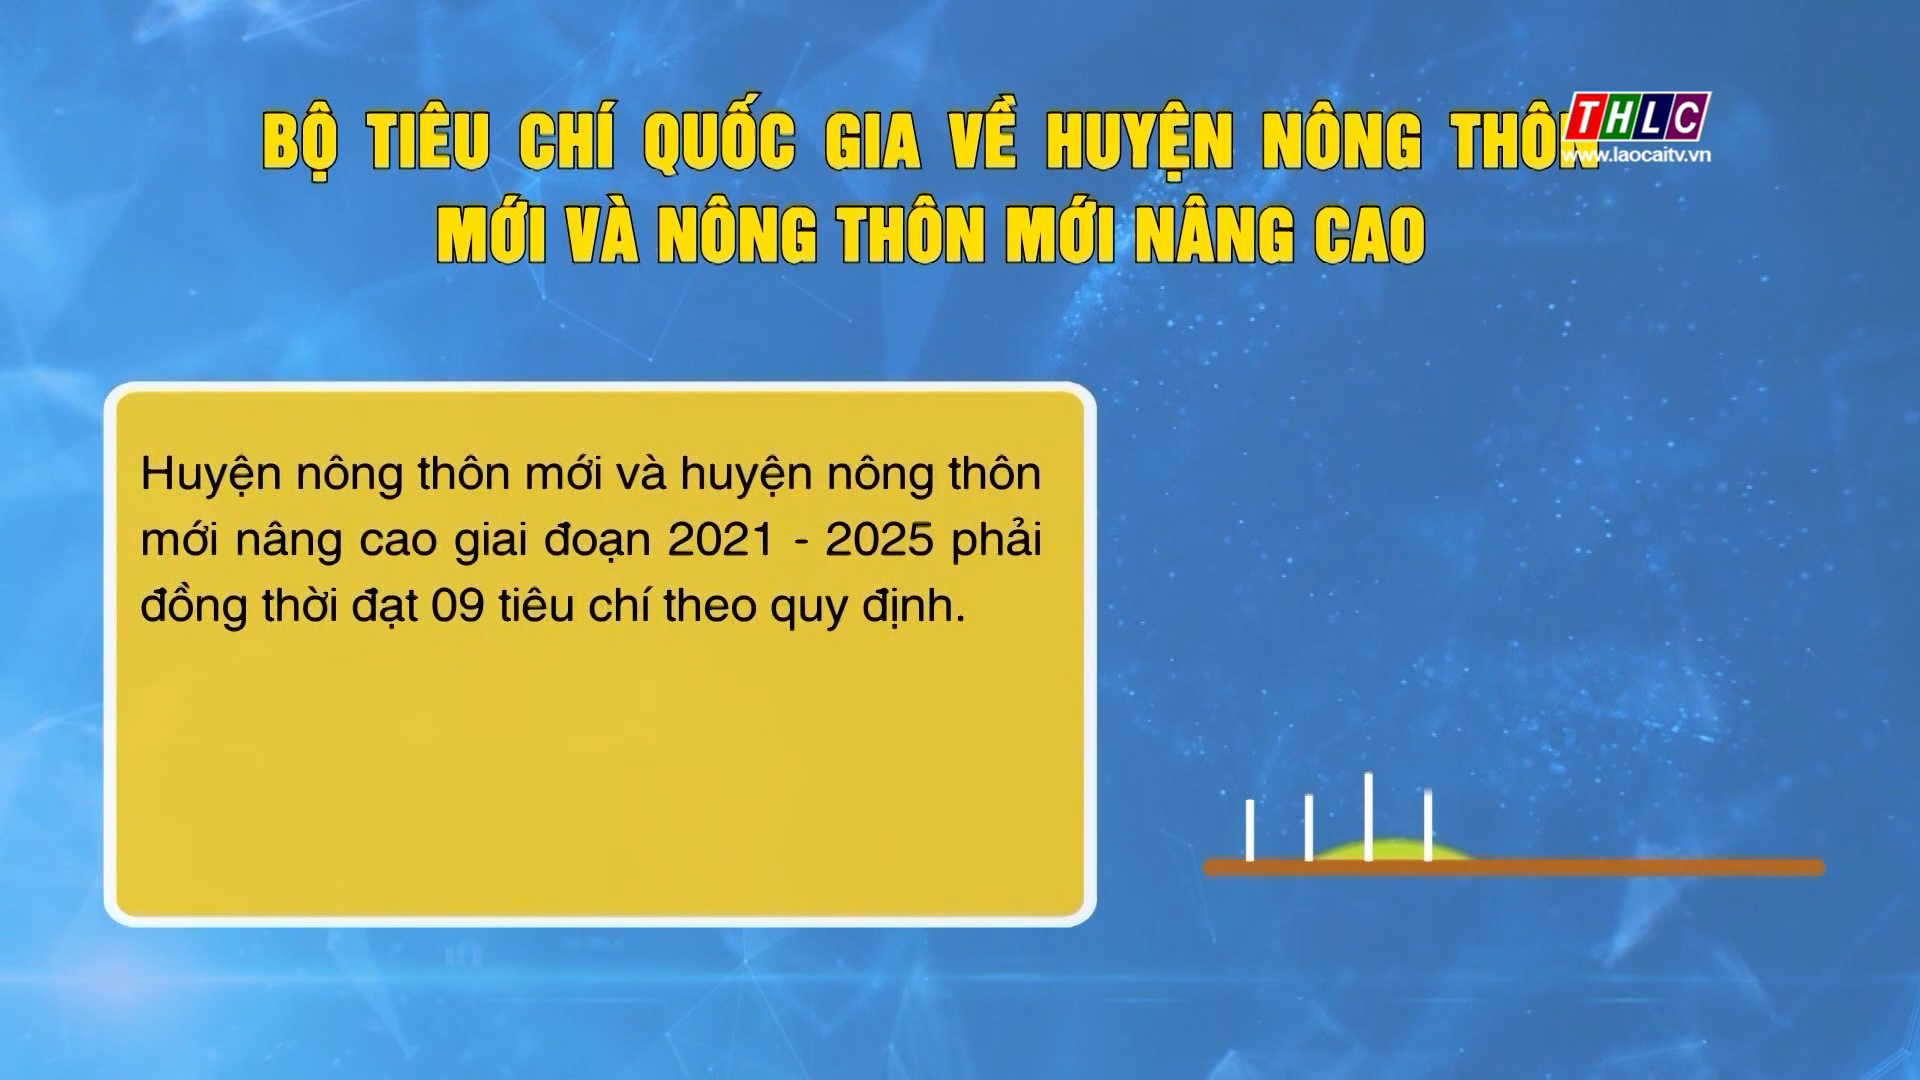 BỘ TIÊU CHÍ QUỐC GIA VỀ HUYỆN NÔNG THÔN
THLC
www.laocaitv.vn
MỚI VÀ NÔNG THÔN MỚI NÂNG CAO
Huyện nông thôn mới và huyện nông thôn
mới nâng cao giai đoạn 2021 - 2025 phải
đồng thời đạt 09 tiêu chí theo quy định.